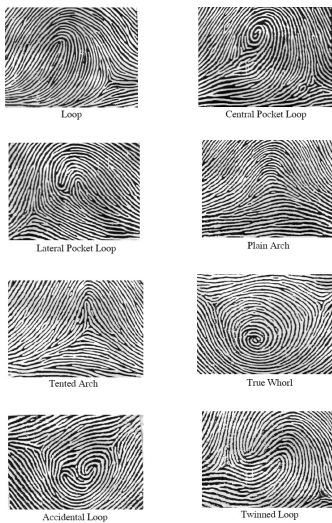 Loop
Central Pocket Loop
Lateral Pocket Loop
Plain Arch
Tented Arch
True Whorl
Accidental Loop
Twinned Loop